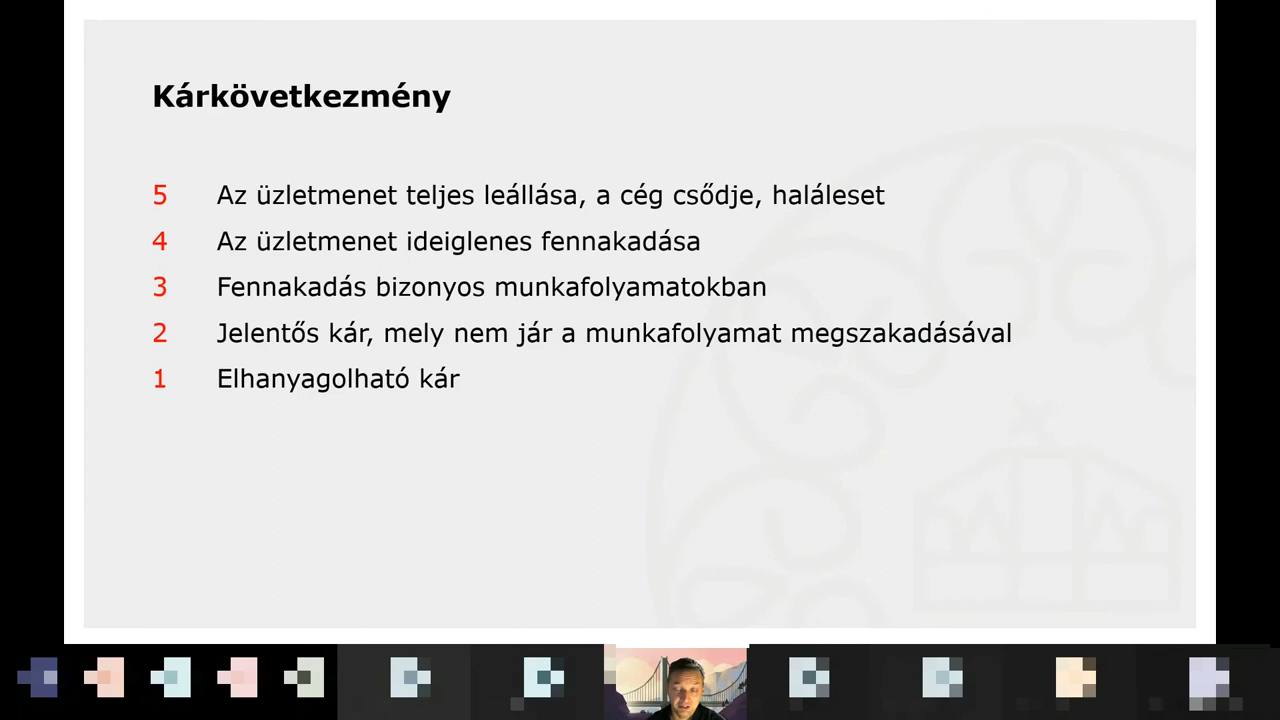 Kárkövetkezmény
5 Az üzletmenet teljes leállása, a cég csődje, haláleset
4 Az üzletmenet ideiglenes fennakadása
3 Fennakadás bizonyos munkafolyamatokban
2 Jelentős kár, mely nem jár a munkafolyamat megszakadásával
1 Elhanyagolható kár